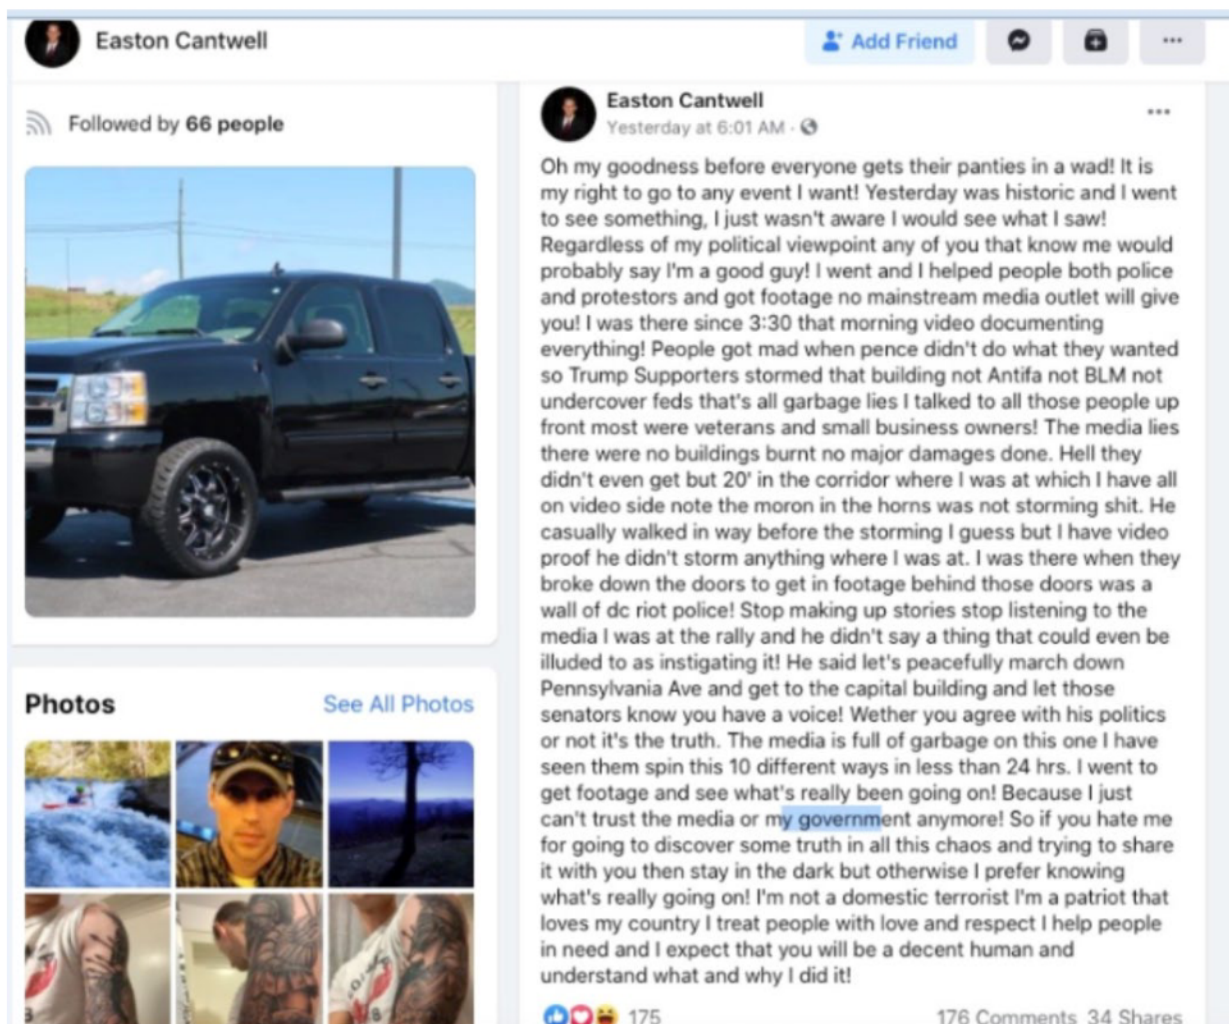 Easton Cantwell
Add Friend
Followed by 66 people
Photos
See All Photos
Easton Cantwell
Yesterday at 6:01 AM ·
Oh my goodness before everyone gets their panties in a wad! It is
my right to go to any event I want! Yesterday was historic and I went
to see something, I just wasn't aware I would see what I saw!
Regardless of my political viewpoint any of you that know me would
probably say I'm a good guy! I went and I helped people both police
and protestors and got footage no mainstream media outlet will give
you! I was there since 3:30 that morning video documenting
everything! People got mad when pence didn't do what they wanted
so Trump Supporters stormed that building not Antifa not BLM not
undercover feds that's all garbage lies I talked to all those people up
front most were veterans and small business owners! The media lies
there were no buildings burnt no major damages done. Hell they
didn't even get but 20' in the corridor where I was at which I have all
on video side note the moron in the horns was not storming shit. He
casually walked in way before the storming I guess but I have video
proof he didn't storm anything where I was at. I was there when they
broke down the doors to get in footage behind those doors was a
wall of dc riot police! Stop making up stories stop listening to the
media I was at the rally and he didn't say a thing that could even be
illuded to as instigating it! He said let's peacefully march down
Pennsylvania Ave and get to the capital building and let those
senators know you have a voice! Wether you agree with his politics
or not it's the truth. The media is full of garbage on this one I have
seen them spin this 10 different ways in less than 24 hrs. I went to
get footage and see what's really been going on! Because I just
can't trust the media or my government anymore! So if you hate me
for going to discover some truth in all this chaos and trying to share
it with you then stay in the dark but otherwise I prefer knowing
what's really going on! I'm not a domestic terrorist I'm a patriot that
loves my country I treat people with love and respect I help people
in need and I expect that you will be a decent human and
understand what and why I did it!
175
176 Comments 34 Shares